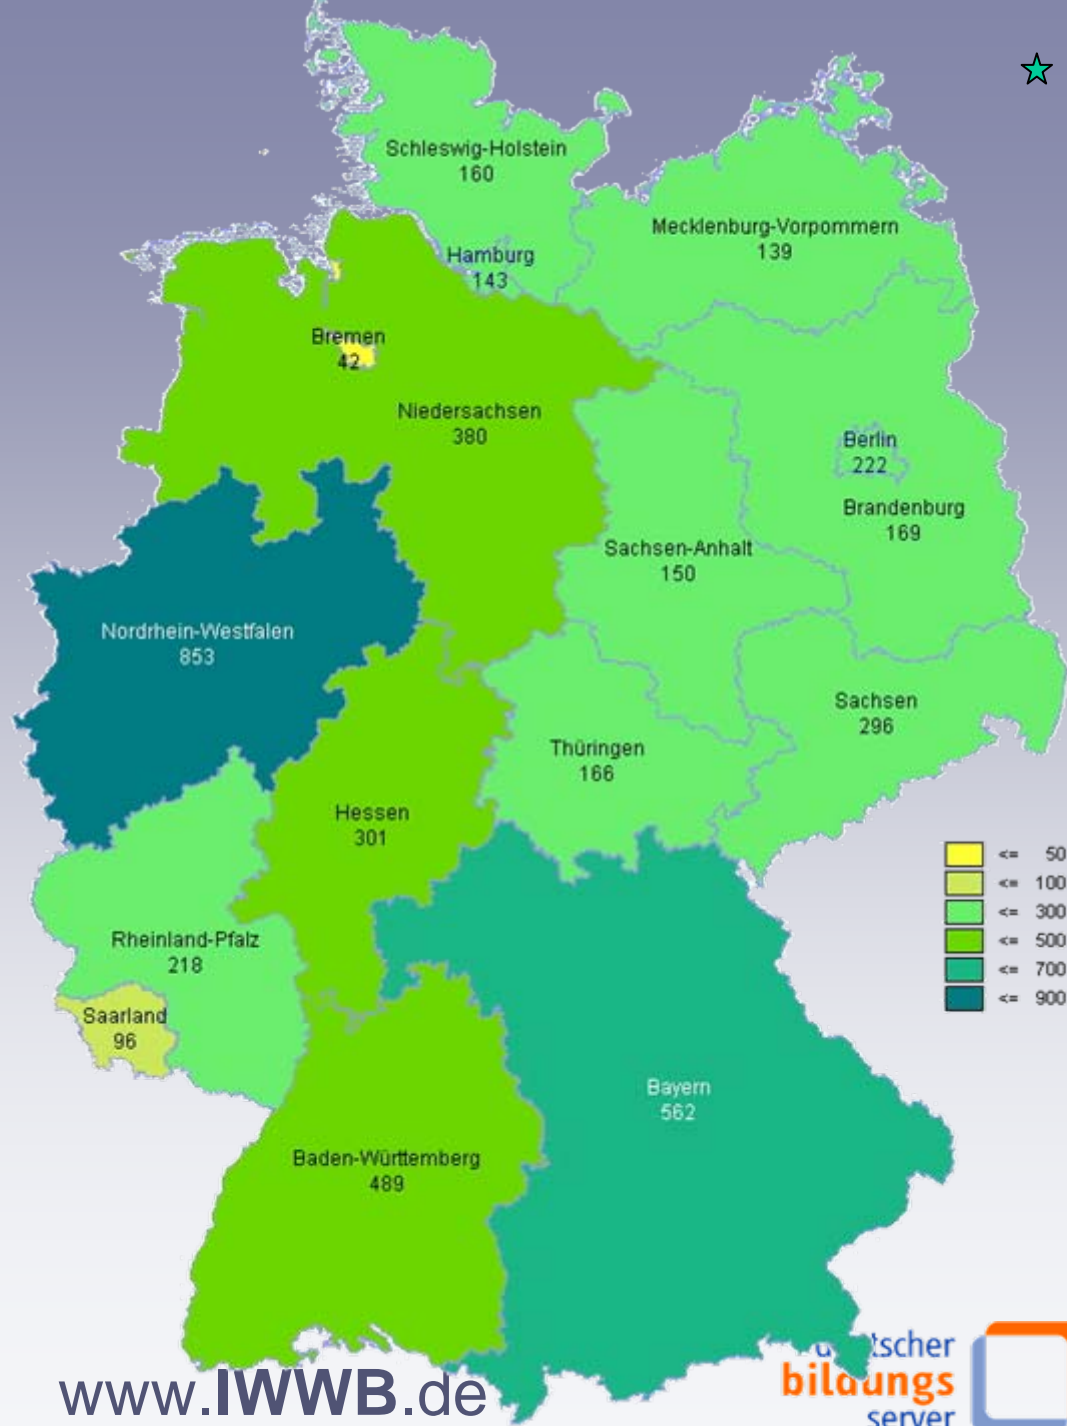 Schleswig-Holstein
160
Mecklenburg-Vorpommern
139
Hamburg
143
Bremen
42
Niedersachsen
380
Berlin
222
Brandenburg
169
Sachsen-Anhalt
150
Nordrhein-Westfalen
853
Sachsen
296
Thüringen
166
Hessen
301
<= 50
<= 100
<= 300
<= 500
<= 700
<= 900
Rheinland-Pfalz
218
Saarland
96
Bayern
562
Baden-Württemberg
489
www.IWWB.de
bildungs
server